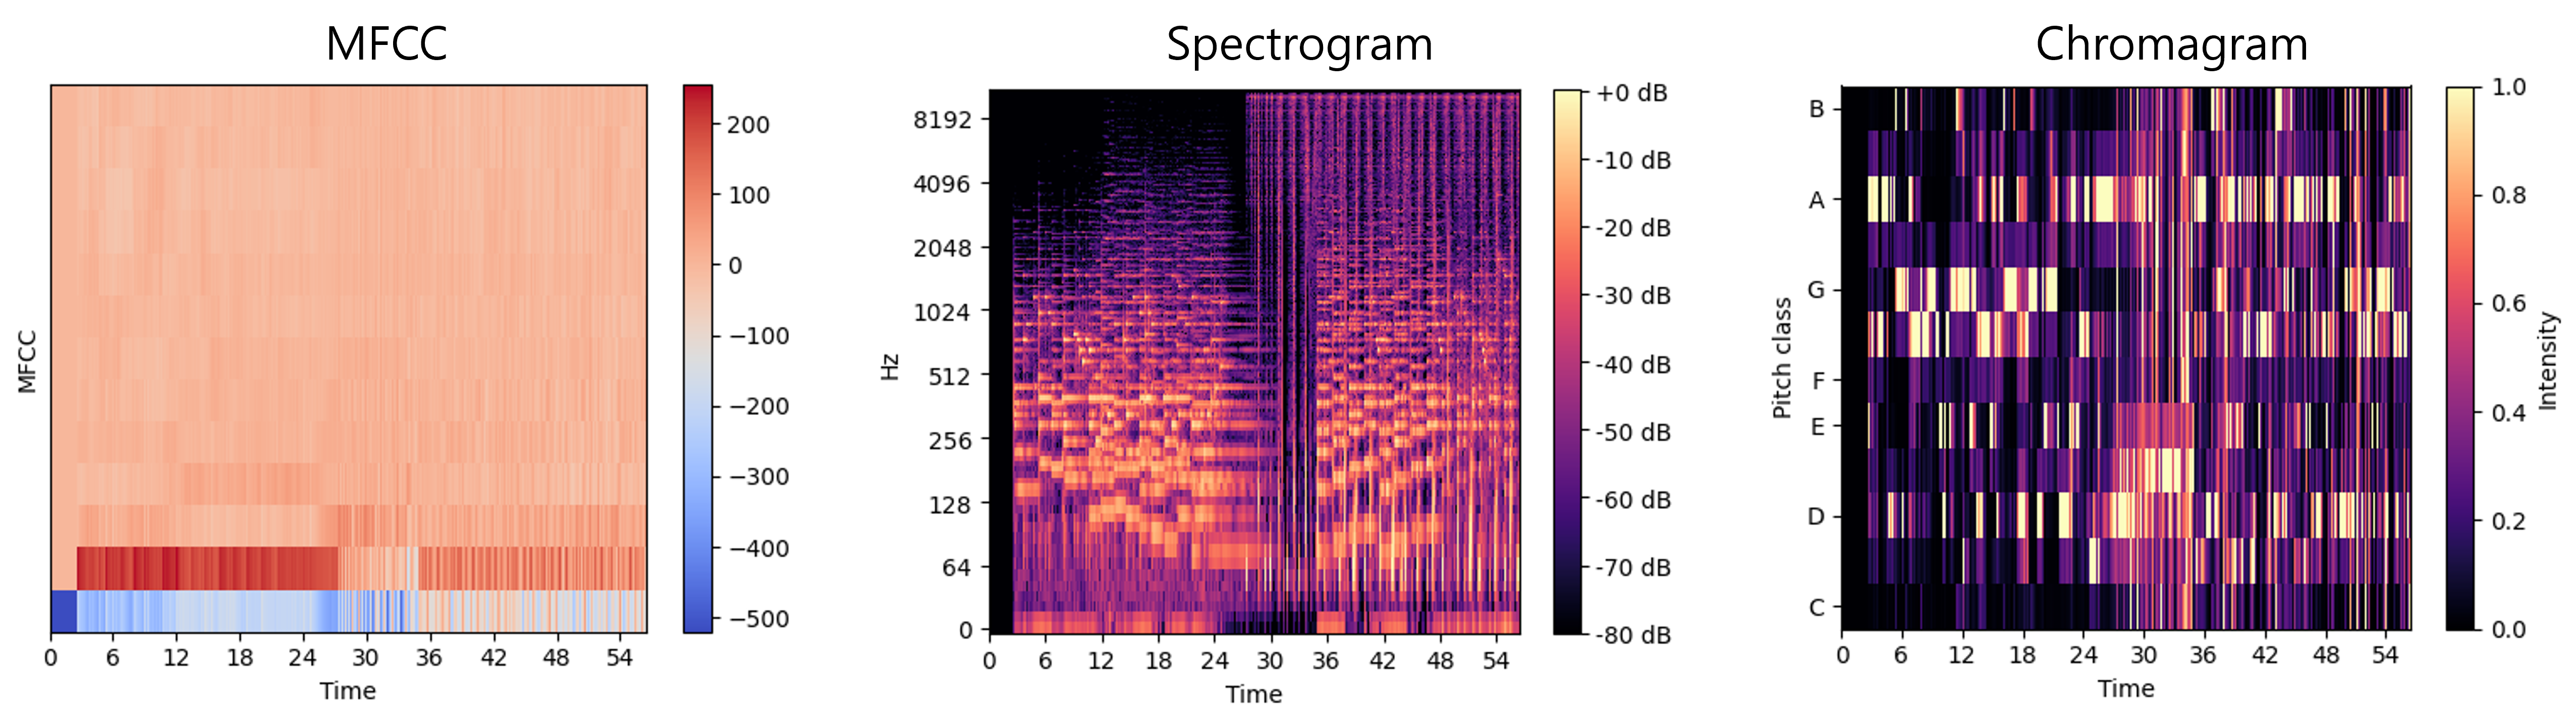 MFCC
MFCC
0 6 12 18 24 30 36 42 48 54
Time
200
100
0
−100
−200
−300
−400
−500
Spectrogram
Hz
8192
4096
2048
1024
512
256
128
64
0
0 6 12 18 24 30 36 42 48 54
Time
+0 dB
-10 dB
-20 dB
-30 dB
-40 dB
-50 dB
-60 dB
-70 dB
-80 dB
Chromagram
Pitch class
B
A
G
F
E
D
C
0 6 12 18 24 30 36 42 48 54
Time
1.0
0.8
0.6
0.4
0.2
0.0
Intensity